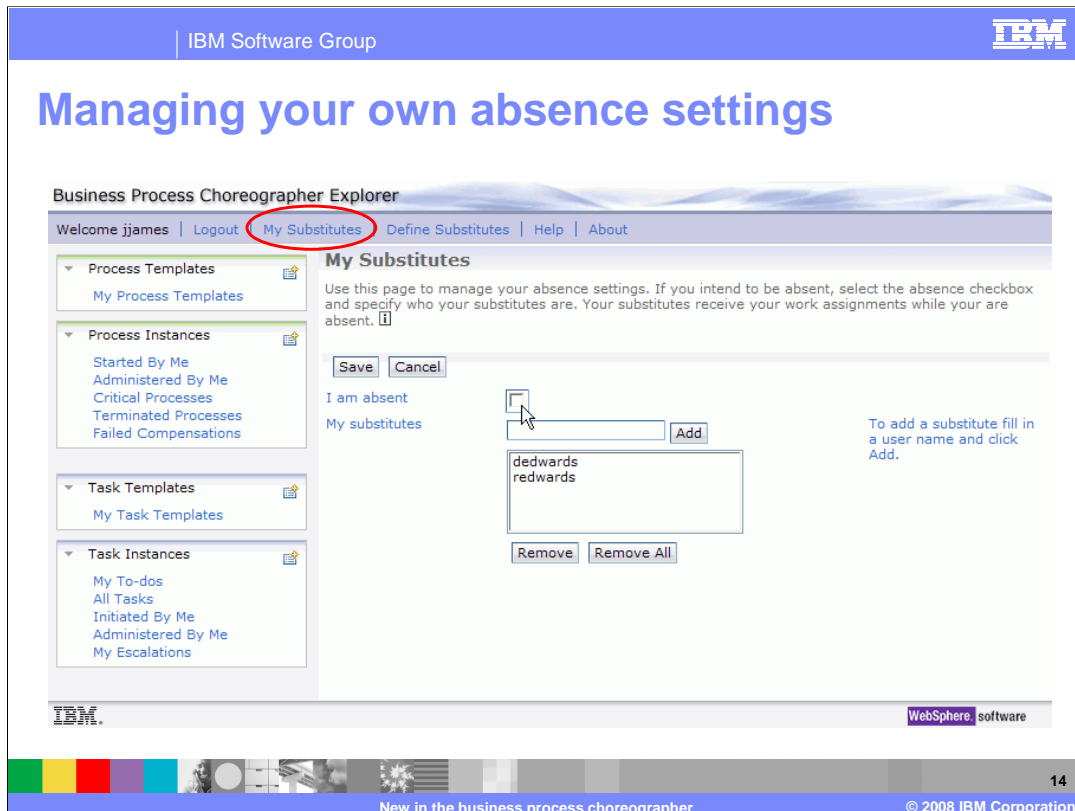 IBM Software Group
IBM
Managing your own absence settings
Business Process Choreographer Explorer
Welcome jjames | Logout | My Substitutes | Define Substitutes | Help | About
Process Templates
My Process Templates
Process Instances
Started By Me
Administered By Me
Critical Processes
Terminated Processes
Failed Compensations
Task Templates
My Task Templates
Task Instances
My To-dos
All Tasks
Initiated By Me
Administered By Me
My Escalations
My Substitutes
Use this page to manage your absence settings. If you intend to be absent, select the absence checkbox
and specify who your substitutes are. Your substitutes receive your work assignments while your are
absent. i
Save Cancel
I am absent
My substitutes
Add
To add a substitute fill in
a user name and click
Add.
dedwards
redwards
Remove Remove All
IBM.
WebSphere. software
14
New in the business process choreographer
© 2008 IBM Corporation